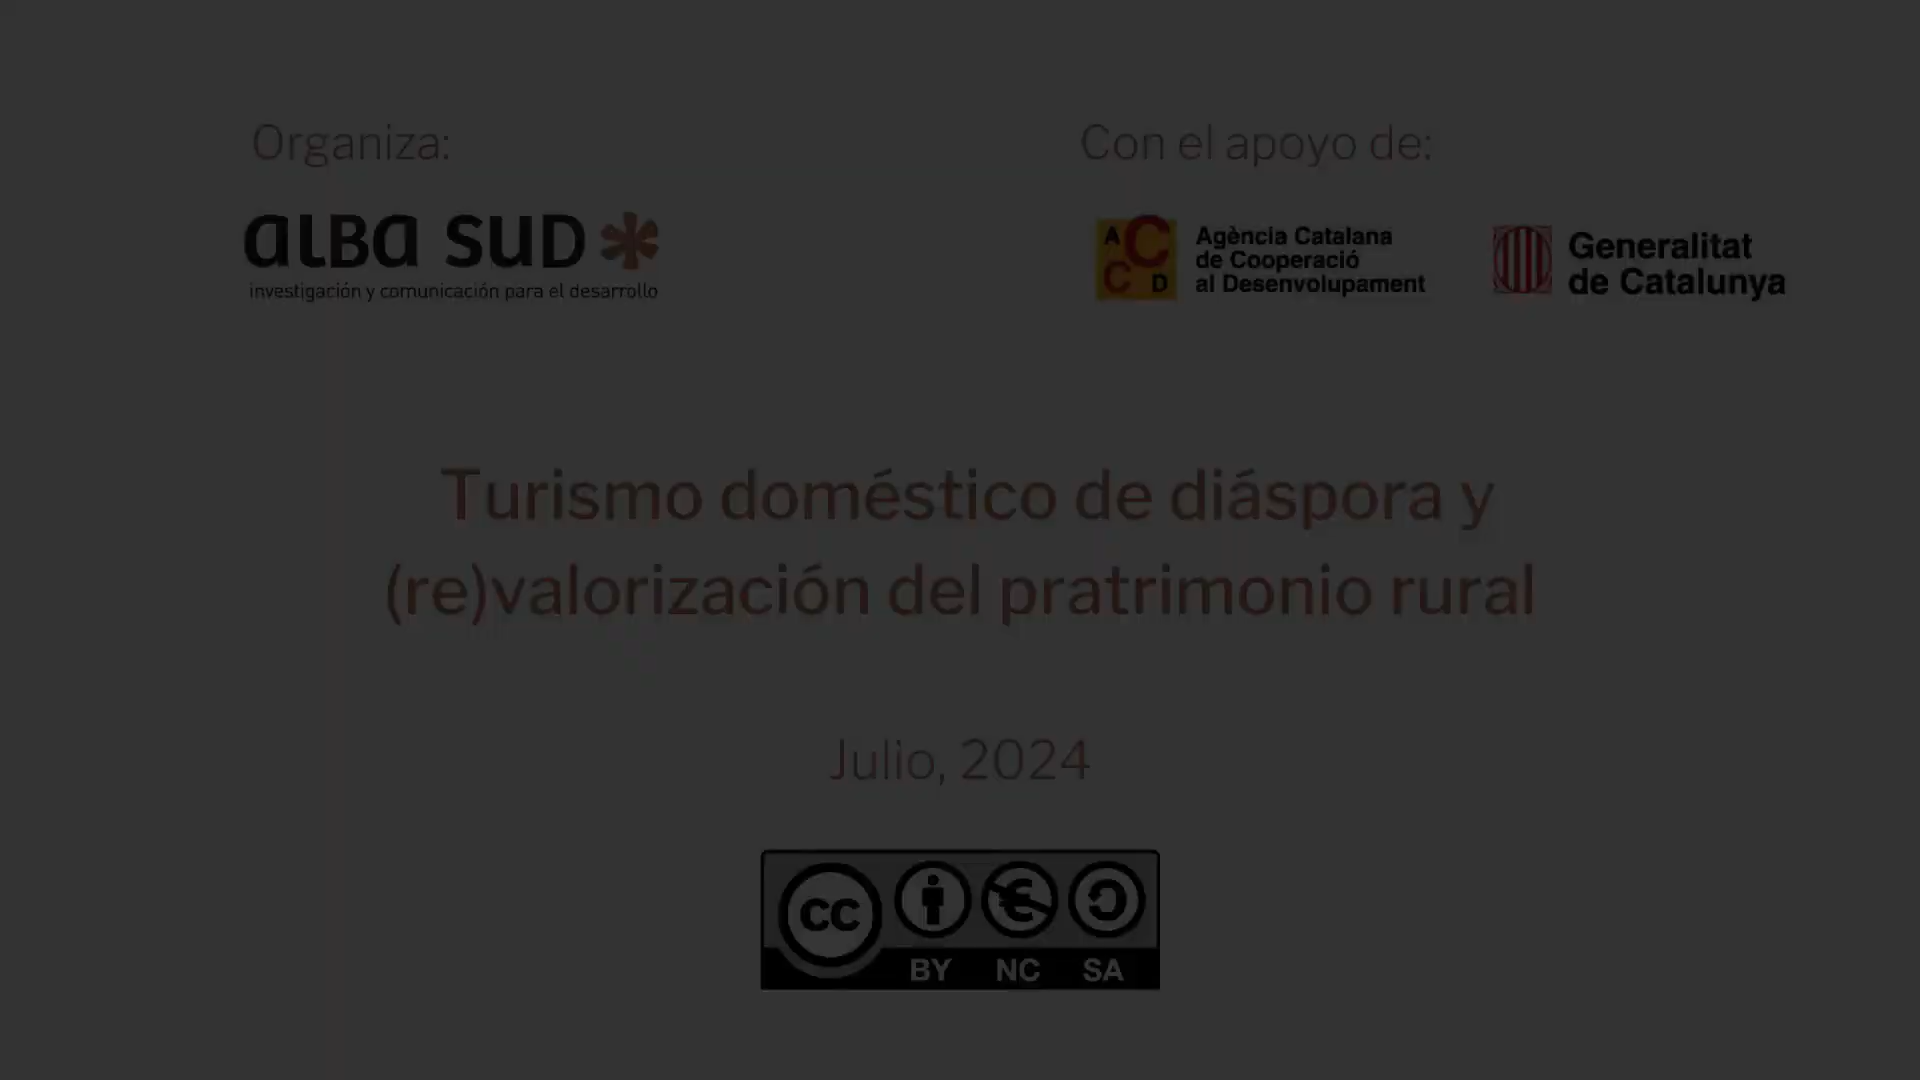 Organiza:
Con el apoyo de:
alba sud
investigación y comunicación para el desarrollo
A C C D
Agència Catalana
de Cooperació
al Desenvolupament
Generalitat
de Catalunya
Turismo doméstico de diáspora y
(re)valorización del pratrimonio rural
Julio, 2024
cc
BY NC SA